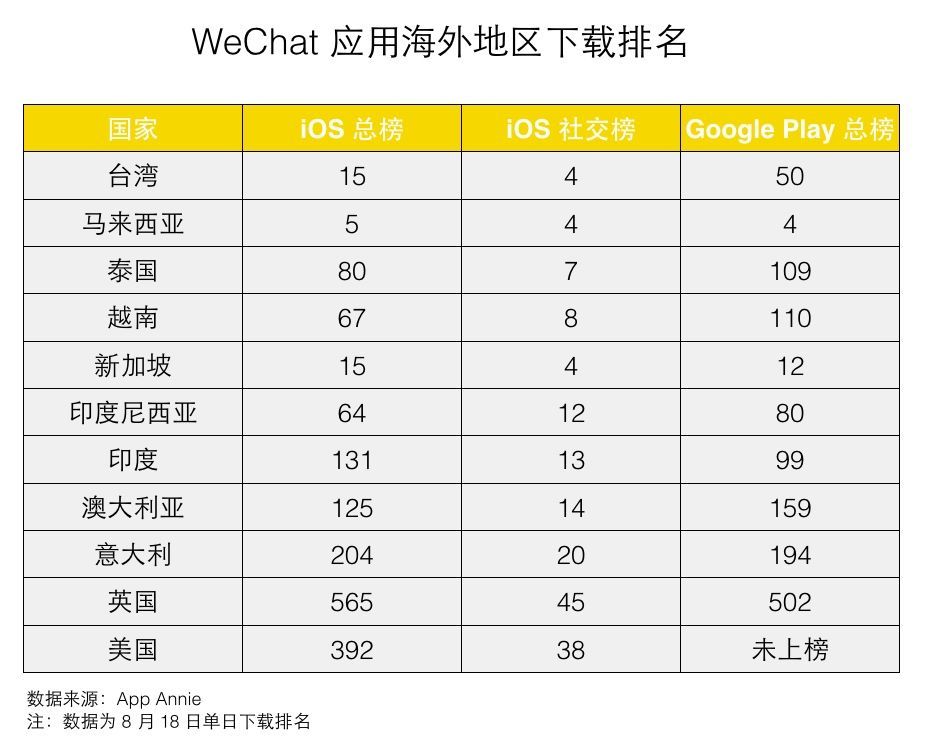 WeChat 应用海外地区下载排名
国家 iOS 总榜 iOS 社交榜 Google Play 总榜
台湾 15 4 50
马来西亚 5 4 4
泰国 80 7 109
越南 67 8 110
新加坡 15 4 12
印度尼西亚 64 12 80
印度 131 13 99
澳大利亚 125 14 159
意大利 204 20 194
英国 565 45 502
美国 392 38 未上榜
数据来源：App Annie
注：数据为 8 月 18 日单日下载排名